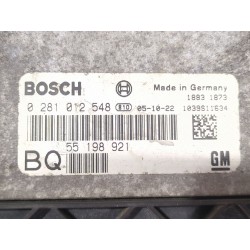 BOSCH Made in Germany
1883 1873
0 281 012 548 810 05-10-22 1039S11634
55 198 921
BQ GM